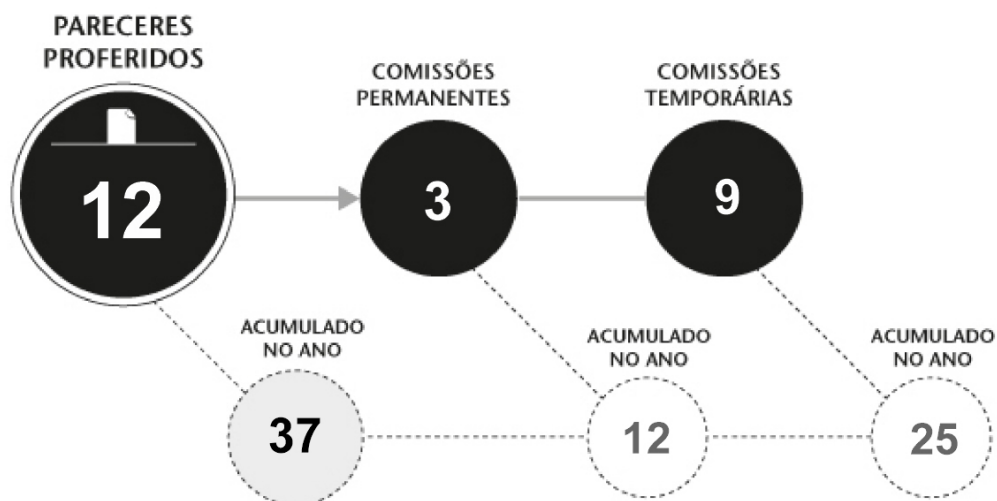 PARECERES
PROFERIDOS
12
COMISSÕES
PERMANENTES
3
COMISSÕES
TEMPORÁRIAS
9
ACUMULADO
NO ANO
37
ACUMULADO
NO ANO
12
ACUMULADO
NO ANO
25